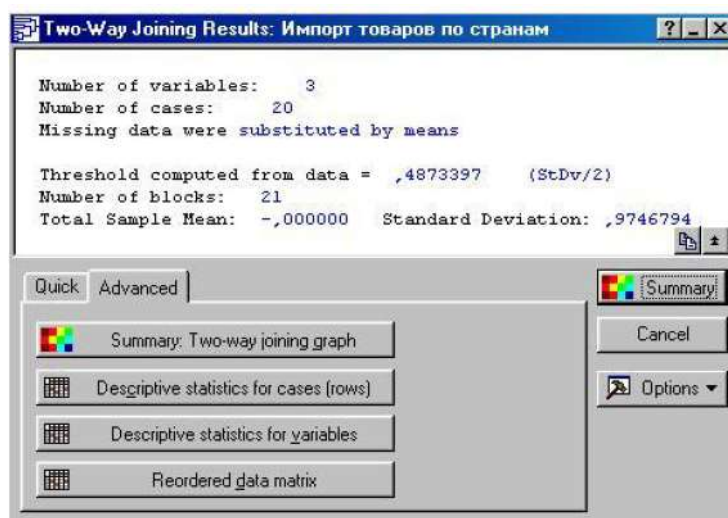 Two-Way Joining Results: Импорт товаров по странам
Number of variables: 3
Number of cases: 20
Missing data were substituted by means
Threshold computed from data = ,4873397 (StDv/2)
Number of blocks: 21
Total Sample Mean: -,000000 Standard Deviation: ,9746794
Quick Advanced
Summary
Summary: Two-way joining graph
Cancel
Descriptive statistics for cases (rows)
Options
Descriptive statistics for variables
Reordered data matrix